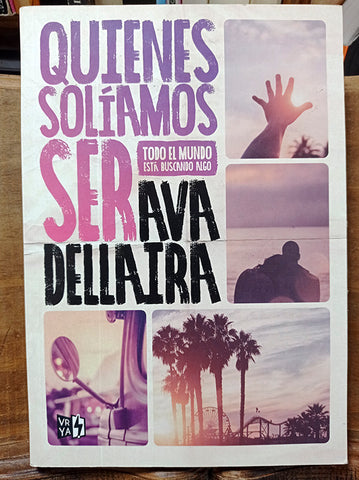 QUIENES
SOLÍAMOS
SER
TODO EL MUNDO
ESTÁ BUSCANDO ALGO
AVA
DELLAIRA
VR
YA